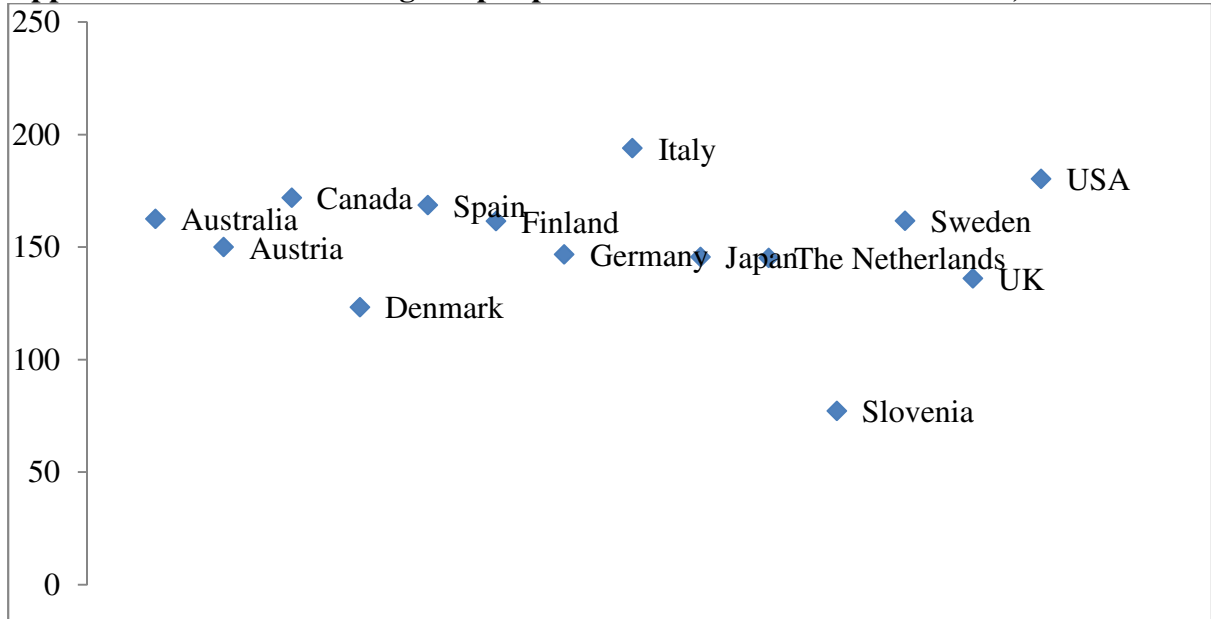 250
200
Italy
USA
Canada
Spain
Australia
Finland
Sweden
150
Austria
Germany
Japan
The Netherlands
UK
Denmark
100
Slovenia
50
0